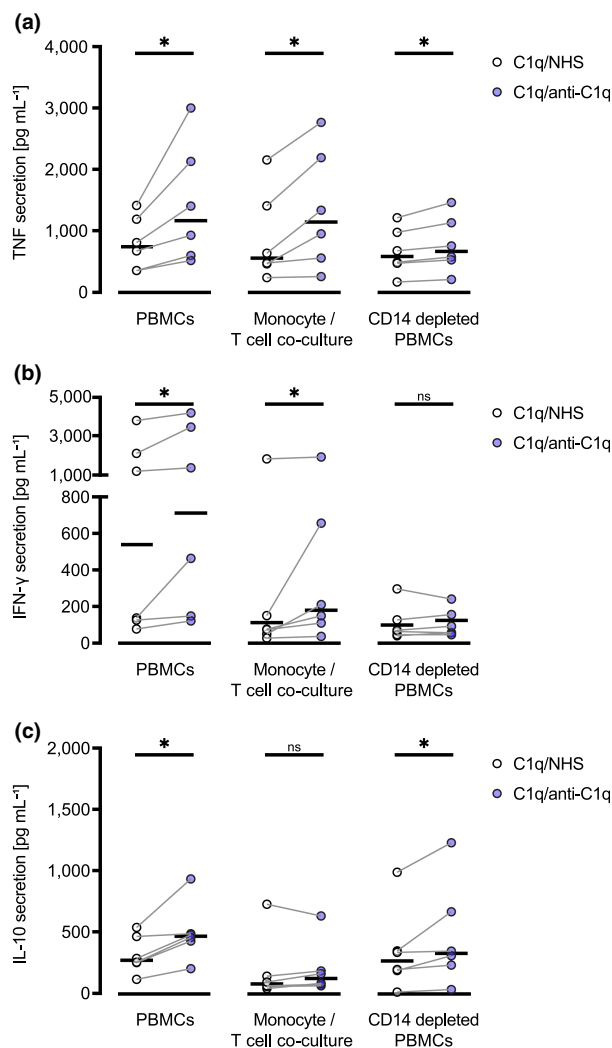 (a)
* * *
4,000
3,000
2,000
1,000
0
TNF secretion [pg mL⁻¹]
C1q/NHS
C1q/anti-C1q
PBMCs
Monocyte /
T cell co-culture
CD14 depleted
PBMCs
(b)
* * ns
5,000
3,000
1,000
800
600
400
200
0
IFN-γ secretion [pg mL⁻¹]
C1q/NHS
C1q/anti-C1q
PBMCs
Monocyte /
T cell co-culture
CD14 depleted
PBMCs
(c)
* ns *
2,000
1,500
1,000
500
0
IL-10 secretion [pg mL⁻¹]
C1q/NHS
C1q/anti-C1q
PBMCs
Monocyte /
T cell co-culture
CD14 depleted
PBMCs